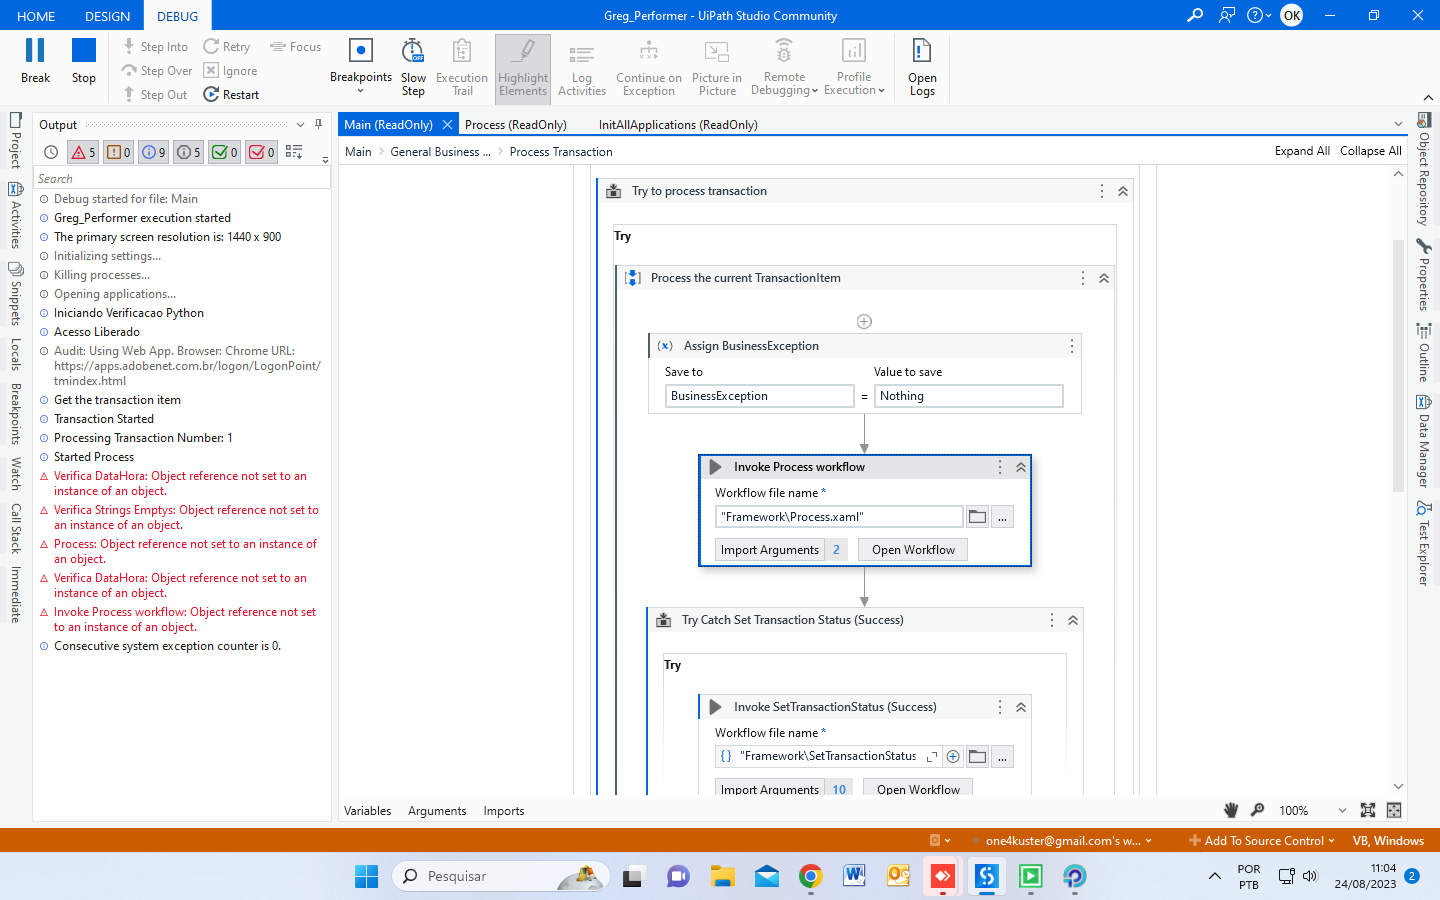 HOME DESIGN DEBUG
Greg_Performer - UiPath Studio Community
OK
Break
Stop
Step Into
Step Over
Step Out
Retry
Ignore
Restart
Focus
Breakpoints
Slow
Step
Execution
Trail
Highlight
Elements
Log
Activities
Continue on
Exception
Picture in
Picture
Remote
Debugging
Profile
Execution
Open
Logs
Project
Activities
Snippets
Locals
Breakpoints
Watch
Call Stack
Immediate
Output
5 0 9 5 0 0
Search
Debug started for file: Main
Greg_Performer execution started
The primary screen resolution is: 1440 x 900
Initializing settings...
Killing processes...
Opening applications...
Iniciando Verificacao Python
Acesso Liberado
Audit: Using Web App. Browser: Chrome URL:
https://apps.adobenet.com.br/logon/LogonPoint/
tmindex.html
Get the transaction item
Transaction Started
Processing Transaction Number: 1
Started Process
Verifica DataHora: Object reference not set to an
instance of an object.
Verifica Strings Emptys: Object reference not set to
an instance of an object.
Process: Object reference not set to an instance of
an object.
Verifica DataHora: Object reference not set to an
instance of an object.
Invoke Process workflow: Object reference not set
to an instance of an object.
Consecutive system exception counter is 0.
Main (ReadOnly) Process (ReadOnly) InitAllApplications (ReadOnly)
Main General Business ... Process Transaction
Expand All Collapse All
Try to process transaction
Try
Process the current TransactionItem
(x) Assign BusinessException
Save to Value to save
BusinessException = Nothing
Invoke Process workflow
Workflow file name *
"Framework\Process.xaml" ...
Import Arguments 2 Open Workflow
Try Catch Set Transaction Status (Success)
Try
Invoke SetTransactionStatus (Success)
Workflow file name *
{} "Framework\SetTransactionStatus ...
Import Arguments 10 Open Workflow
Variables Arguments Imports
100%
Object Repository
Properties
Outline
Data Manager
Test Explorer
one4kuster@gmail.com's w...
Add To Source Control
VB, Windows
Pesquisar
POR
PTB
11:04
24/08/2023
2